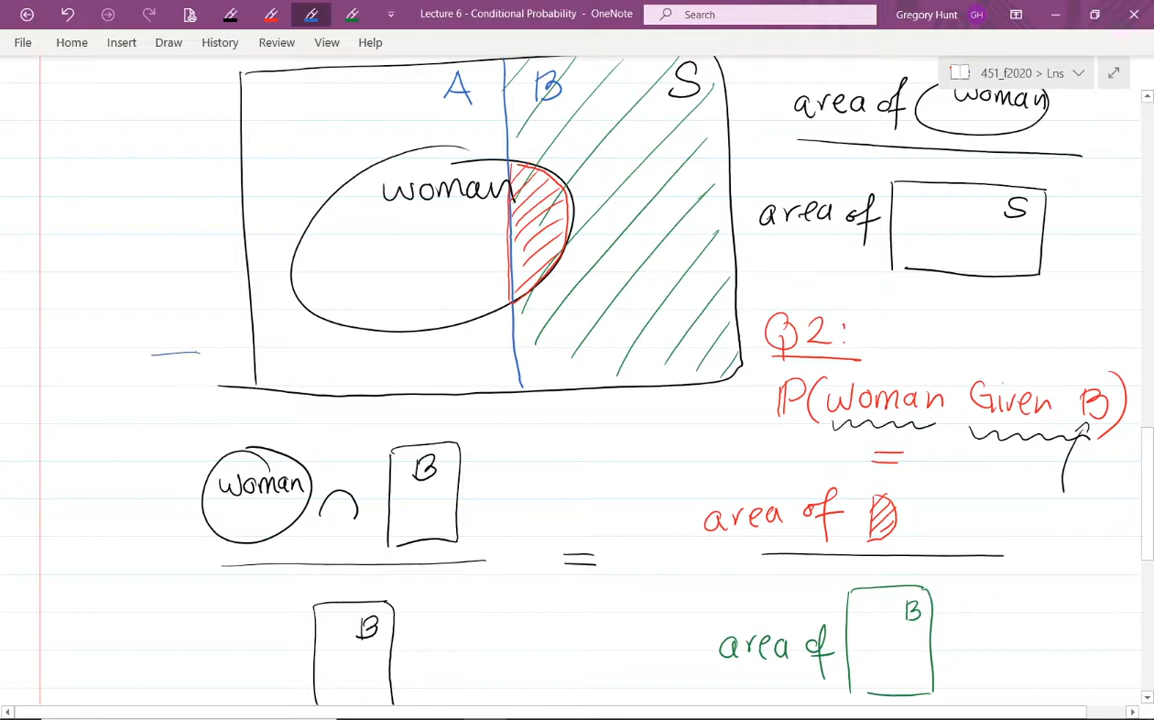 Lecture 6 - Conditional Probability - OneNote
Search
Gregory Hunt GH
File Home Insert Draw History Review View Help
451_f2020 > Lns
A B S
woman
area of woman
area of S
Q2:
P(Woman Given B)
=
area of
area of B
woman ∩ B
=
B